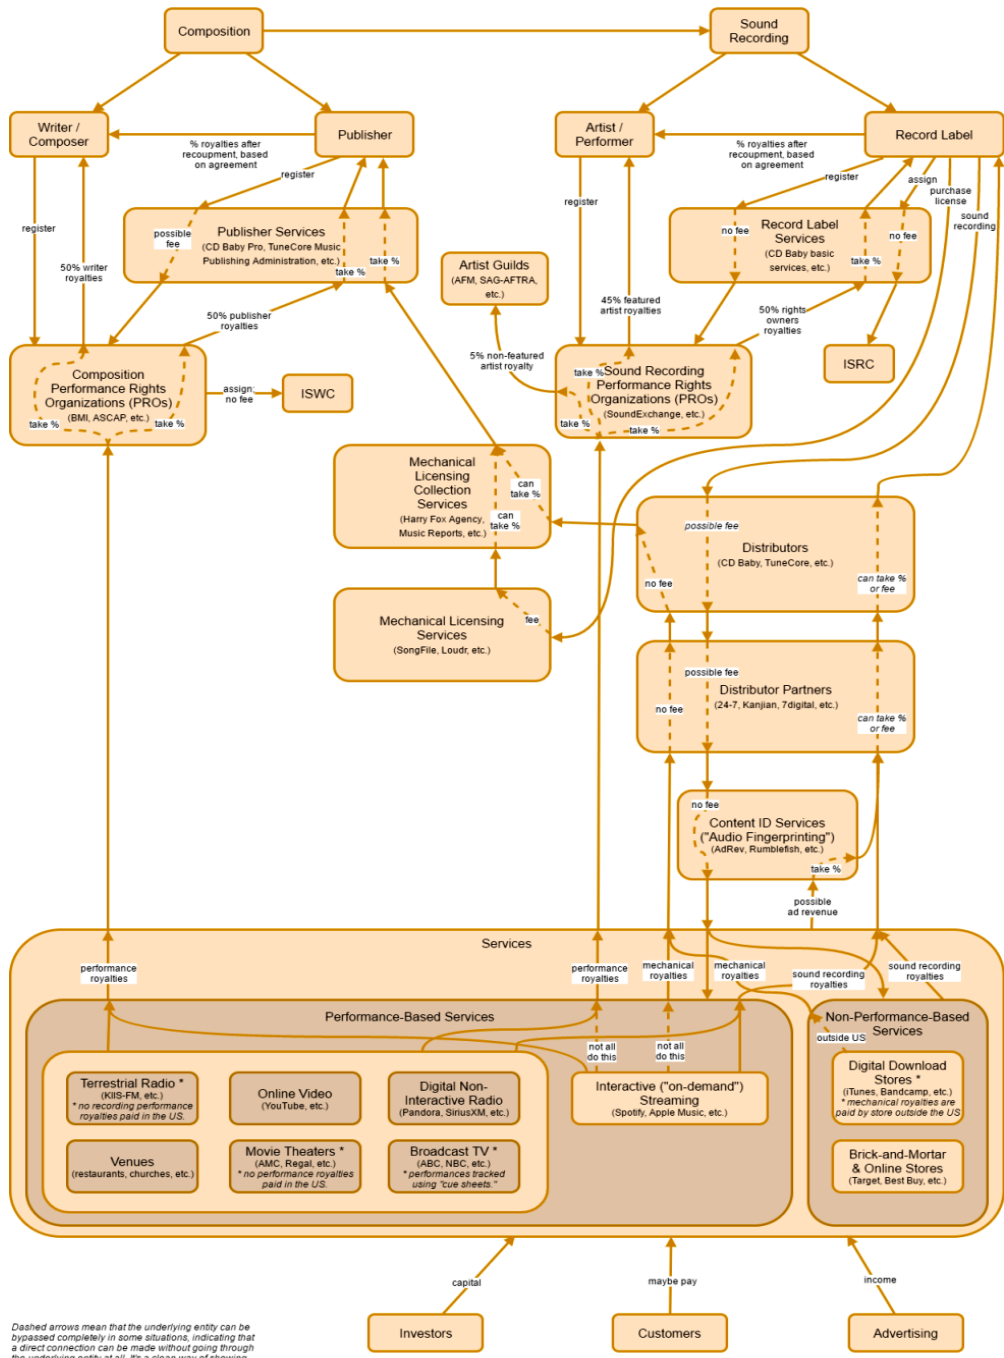 Composition
Sound
Recording
Writer /
Composer
Publisher
Artist /
Performer
Record Label
% royalties after
recoupment, based
on agreement
% royalties after
recoupment, based
on agreement
register
register
assign
purchase
license
register
possible
fee
Publisher Services
(CD Baby Pro, TuneCore Music
Publishing Administration, etc.)
take %
take %
register
no fee
Record Label
Services
(CD Baby basic
services, etc.)
take %
no fee
sound
recording
50% writer
royalties
Artist Guilds
(AFM, SAG-AFTRA,
etc.)
45% featured
artist royalties
50% publisher
royalties
50% rights
owners
royalties
5% non-featured
artist royalty
Composition
Performance Rights
Organizations (PROs)
(BMI, ASCAP, etc.)
take %
take %
assign:
no fee
ISWC
take %
Sound Recording
Performance Rights
Organizations (PROs)
(SoundExchange, etc.)
take %
take %
ISRC
Mechanical
Licensing
Collection
Services
(Harry Fox Agency,
Music Reports, etc.)
can
take %
can
take %
possible fee
Distributors
(CD Baby, TuneCore, etc.)
no fee
can take %
or fee
Mechanical Licensing
Services
(SongFile, Loudr, etc.)
fee
possible fee
Distributor Partners
(24-7, Kanjian, 7digital, etc.)
no fee
can take %
or fee
no fee
Content ID Services
("Audio Fingerprinting")
(AdRev, Rumblefish, etc.)
take %
possible
ad revenue
Services
performance
royalties
performance
royalties
mechanical
royalties
mechanical
royalties
sound recording
royalties
sound recording
royalties
Performance-Based Services
Non-Performance-Based
Services
not all
do this
not all
do this
outside US
Terrestrial Radio *
(KIIS-FM, etc.)
* no recording performance
royalties paid in the US.
Online Video
(YouTube, etc.)
Digital Non-
Interactive Radio
(Pandora, SiriusXM, etc.)
Interactive ("on-demand")
Streaming
(Spotify, Apple Music, etc.)
Digital Download
Stores *
(iTunes, Bandcamp, etc.)
* mechanical royalties are
paid by store outside the US
Venues
(restaurants, churches, etc.)
Movie Theaters *
(AMC, Regal, etc.)
* no performance royalties
paid in the US.
Broadcast TV *
(ABC, NBC, etc.)
* performances tracked
using "cue sheets."
Brick-and-Mortar
& Online Stores
(Target, Best Buy, etc.)
capital
maybe pay
income
Investors
Customers
Advertising
Dashed arrows mean that the underlying entity can be
bypassed completely in some situations, indicating that
a direct connection can be made without going through